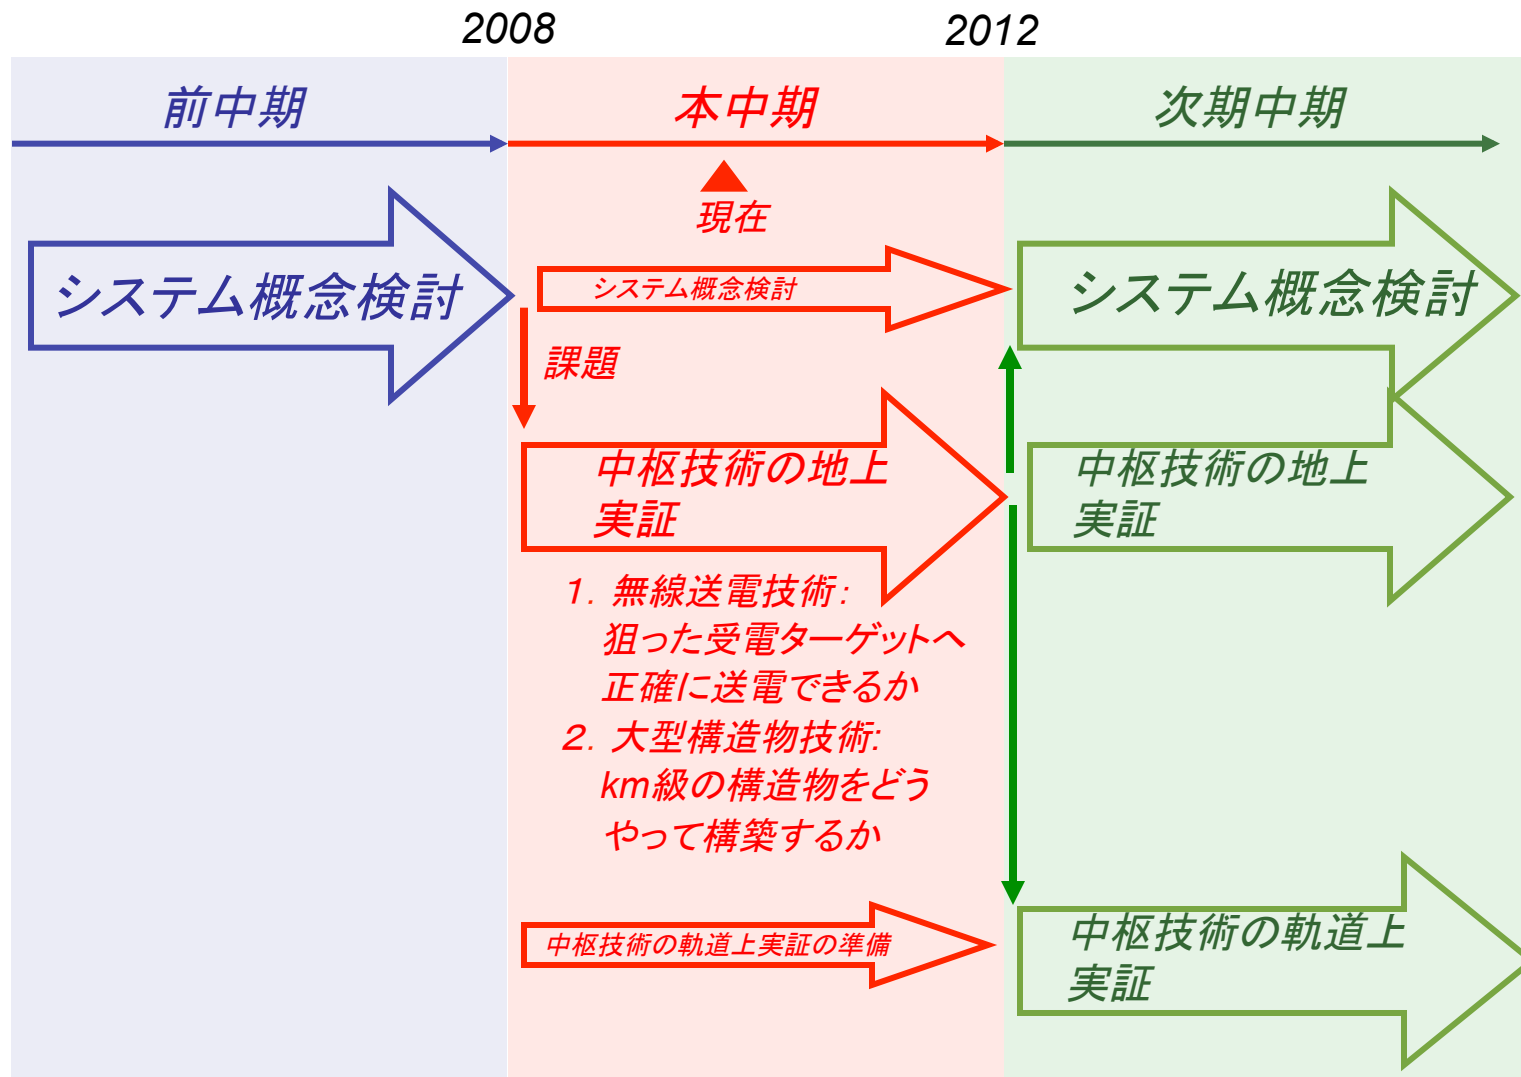 2008
2012
前中期
本中期
次期中期
現在
システム概念検討
システム概念検討
システム概念検討
課題
中枢技術の地上
実証
中枢技術の地上
実証
1. 無線送電技術:
狙った受電ターゲットへ
正確に送電できるか
2. 大型構造物技術:
km級の構造物をどう
やって構築するか
中枢技術の軌道上実証の準備
中枢技術の軌道上
実証